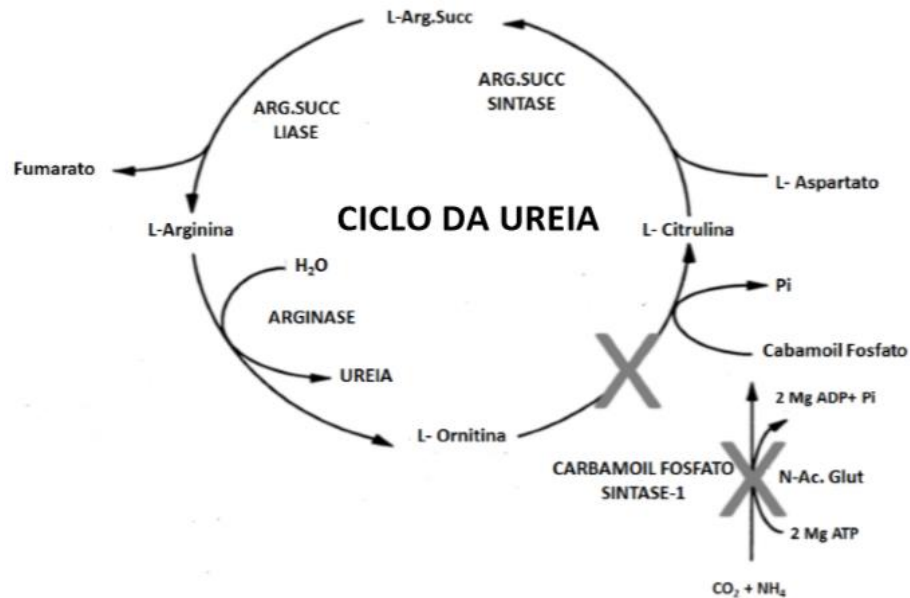 L-Arg.Succ
ARG.SUCC
SINTASE
ARG.SUCC
LIASE
Fumarato
L- Aspartato
L-Arginina
CICLO DA UREIA
L- Citrulina
H₂O
Pi
ARGINASE
Cabamoil Fosfato
UREIA
2 Mg ADP+ Pi
L- Ornitina
CARBAMOIL FOSFATO
SINTASE-1
N-Ac. Glut
2 Mg ATP
CO₂ + NH₄